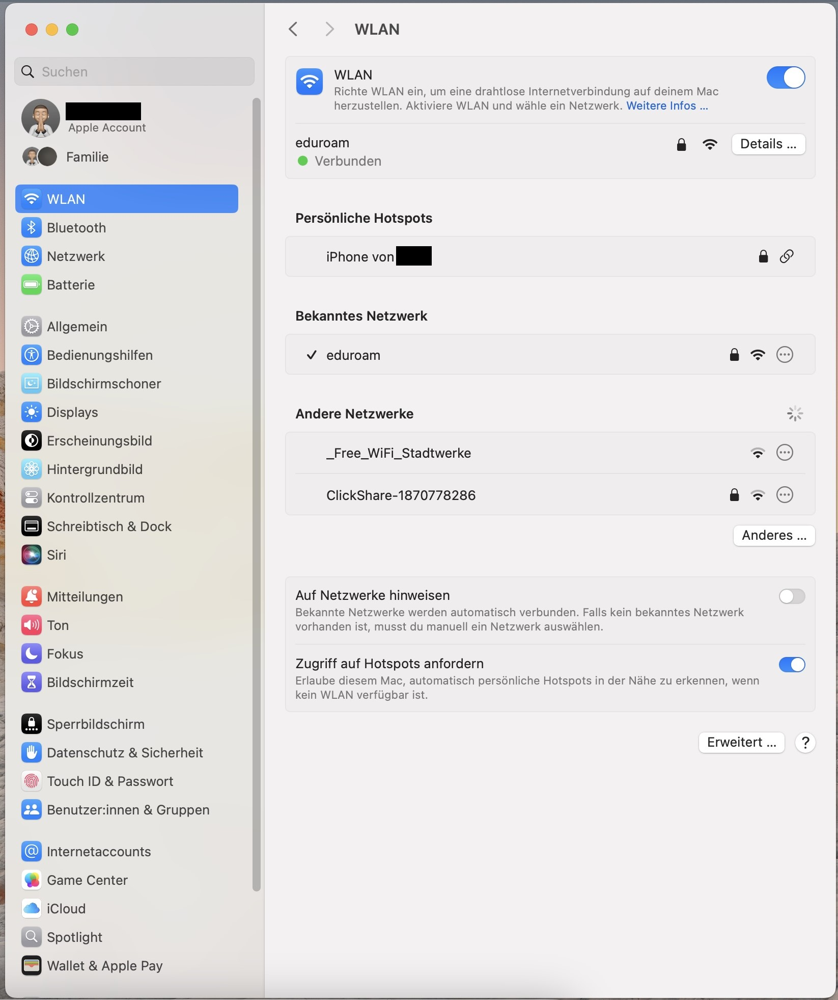 WLAN
Suchen
Apple Account
Familie
WLAN
Bluetooth
Netzwerk
Batterie
Allgemein
Bedienungshilfen
Bildschirmschoner
Displays
Erscheinungsbild
Hintergrundbild
Kontrollzentrum
Schreibtisch & Dock
Siri
Mitteilungen
Ton
Fokus
Bildschirmzeit
Sperrbildschirm
Datenschutz & Sicherheit
Touch ID & Passwort
Benutzer:innen & Gruppen
Internetaccounts
Game Center
iCloud
Spotlight
Wallet & Apple Pay
WLAN
Richte WLAN ein, um eine drahtlose Internetverbindung auf deinem Mac
herzustellen. Aktiviere WLAN und wähle ein Netzwerk. Weitere Infos ...
eduroam
Details ...
Verbunden
Persönliche Hotspots
iPhone von
Bekanntes Netzwerk
eduroam
Andere Netzwerke
_Free_WiFi_Stadtwerke
ClickShare-1870778286
Anderes ...
Auf Netzwerke hinweisen
Bekannte Netzwerke werden automatisch verbunden. Falls kein bekanntes Netzwerk
vorhanden ist, musst du manuell ein Netzwerk auswählen.
Zugriff auf Hotspots anfordern
Erlaube diesem Mac, automatisch persönliche Hotspots in der Nähe zu erkennen, wenn
kein WLAN verfügbar ist.
Erweitert ... ?